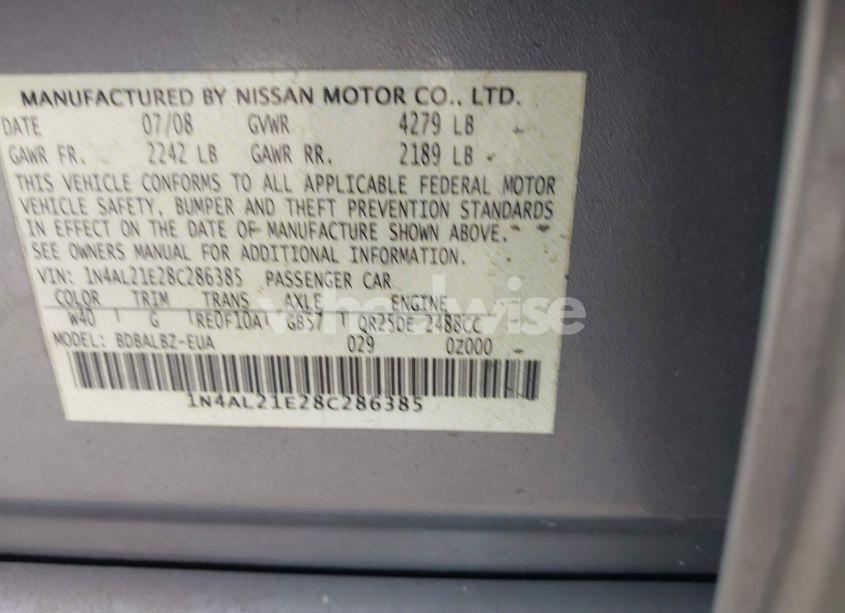 MANUFACTURED BY NISSAN MOTOR CO., LTD.
DATE 07/08 GVWR 4279 LB
GAWR FR. 2242 LB GAWR RR. 2189 LB
THIS VEHICLE CONFORMS TO ALL APPLICABLE FEDERAL MOTOR
VEHICLE SAFETY, BUMPER AND THEFT PREVENTION STANDARDS
IN EFFECT ON THE DATE OF MANUFACTURE SHOWN ABOVE.
SEE OWNERS MANUAL FOR ADDITIONAL INFORMATION.
VIN: 1N4AL21E28C286385 PASSENGER CAR
COLOR TRIM TRANS AXLE ENGINE
W40 G RE0F10A GB57 QR25DE 2488CC
MODEL: BDBALBZ-EUA 029 0Z000
1N4AL21E28C286385